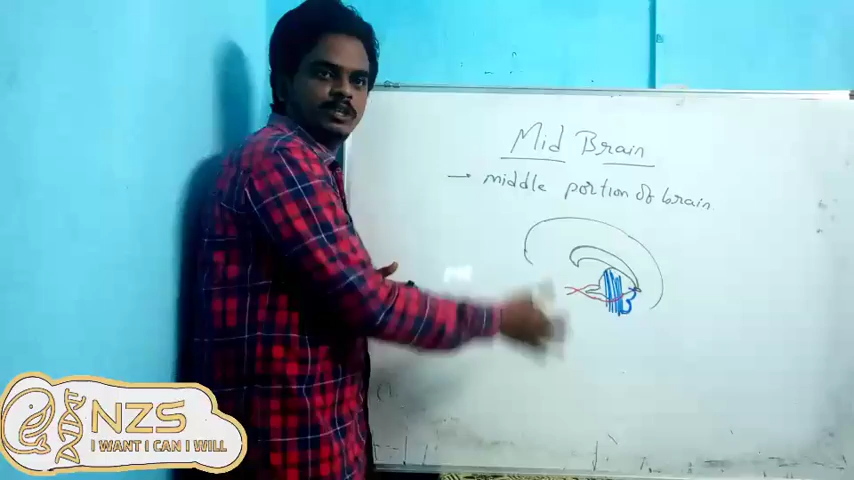 Mid Brain
→ middle portion of brain
NZS
I WANT I CAN I WILL